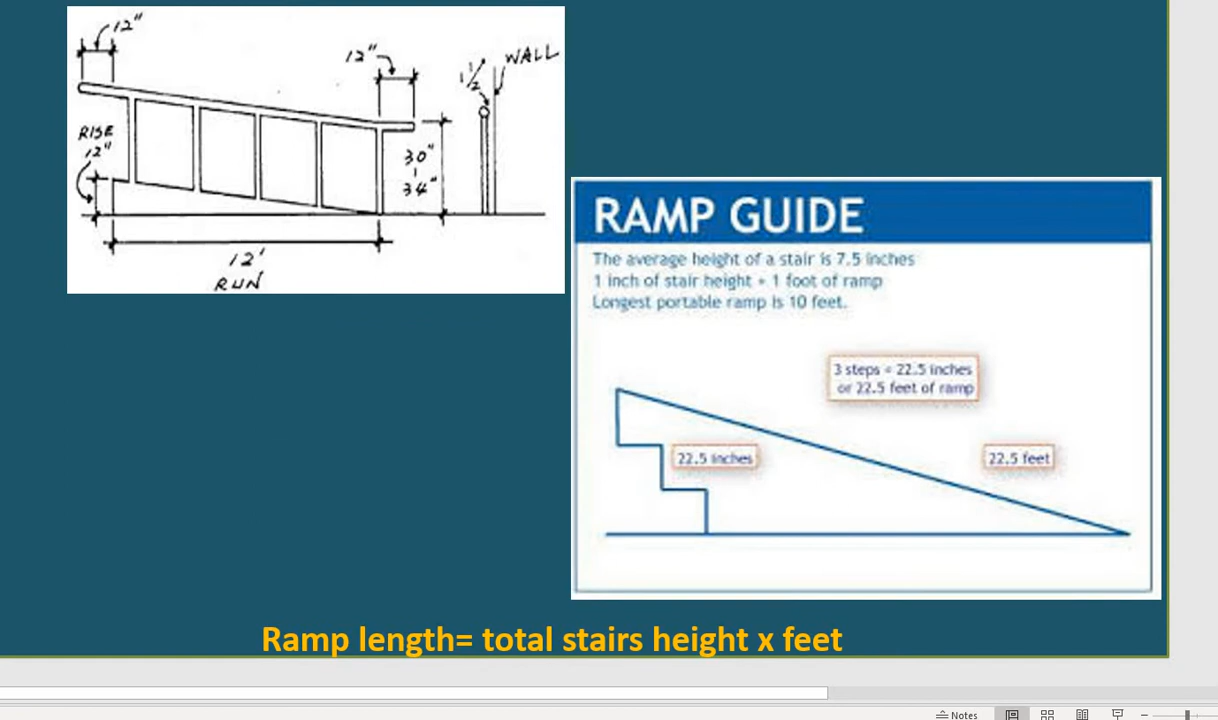 12"
12"
1 1/2
WALL
RISE
12"
30"
34"
12'
RUN
RAMP GUIDE
The average height of a stair is 7.5 inches
1 inch of stair height = 1 foot of ramp
Longest portable ramp is 10 feet.
3 steps = 22.5 inches
or 22.5 feet of ramp
22.5 inches
22.5 feet
Ramp length= total stairs height x feet
Notes